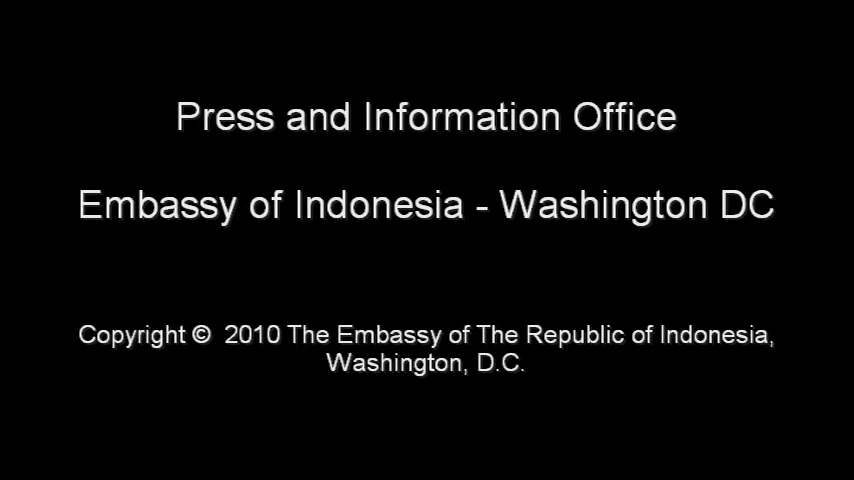 Press and Information Office
Embassy of Indonesia - Washington DC
Copyright © 2010 The Embassy of The Republic of Indonesia,
Washington, D.C.